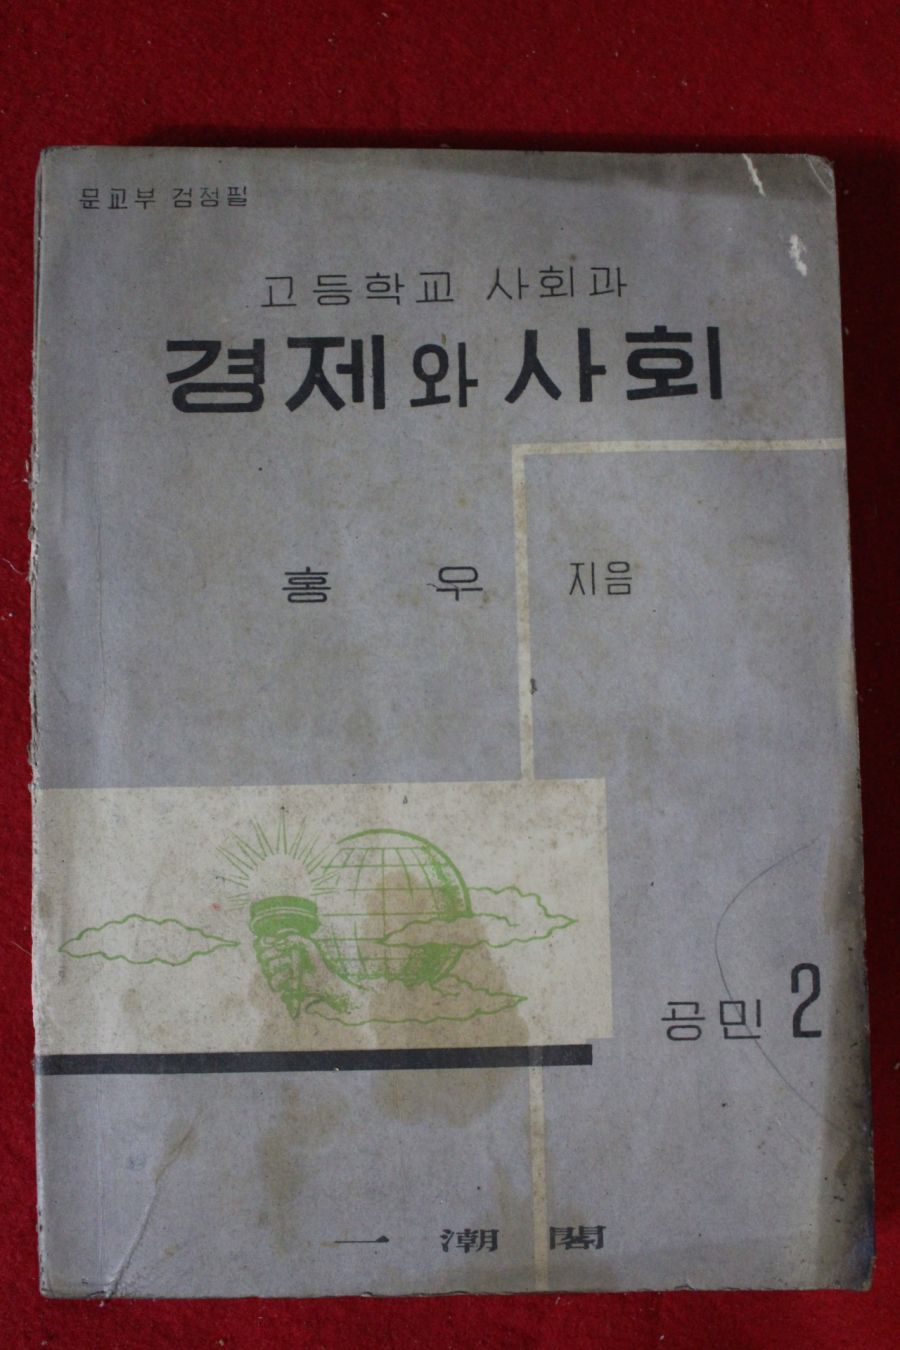 문교부 검정필
고등학교 사회과
경제와 사회
홍 우 지음
공민 2
一潮閣